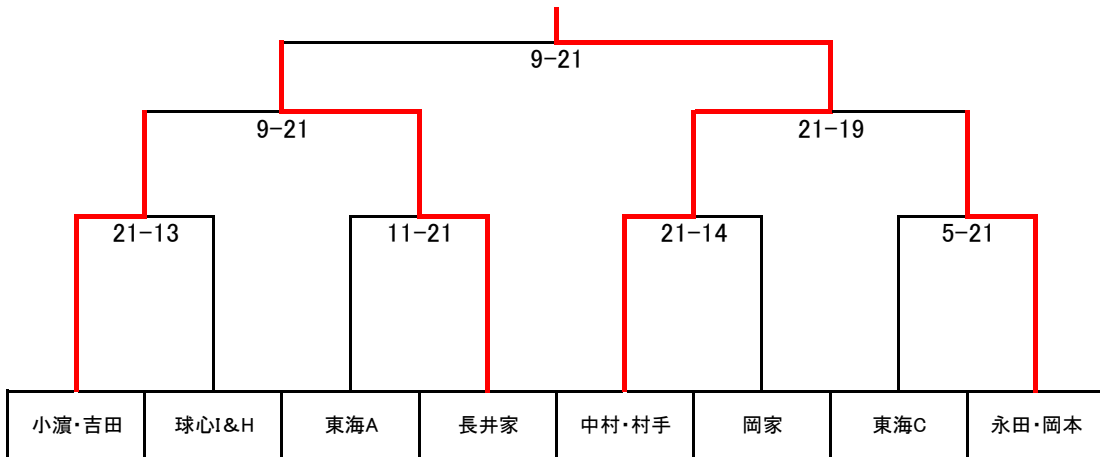 9-21
9-21
21-19
21-13
11-21
21-14
5-21
小濵・吉田
球心I&H
東海A
長井家
中村・村手
岡家
東海C
永田・岡本